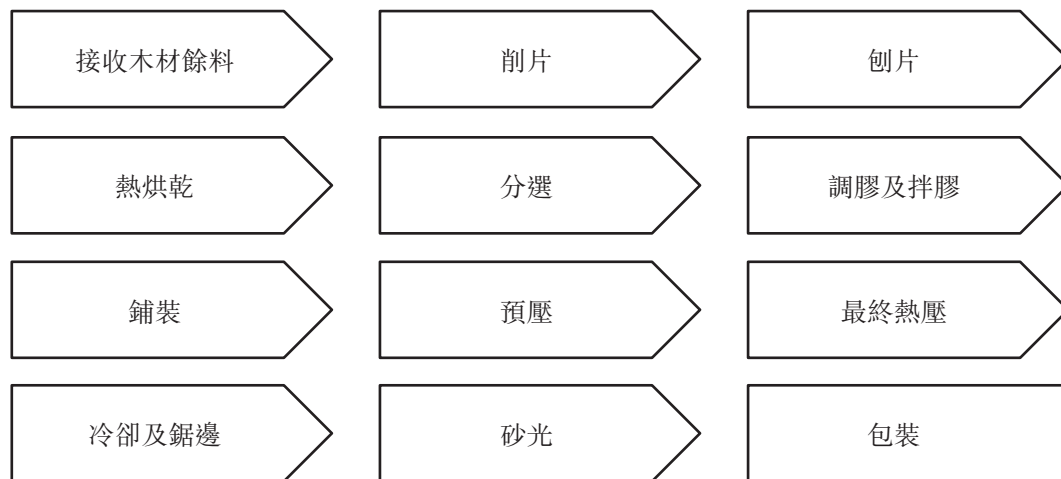 接收木材餘料
削片
刨片
熱烘乾
分選
調膠及拌膠
鋪裝
預壓
最終熱壓
冷卻及鋸邊
砂光
包裝